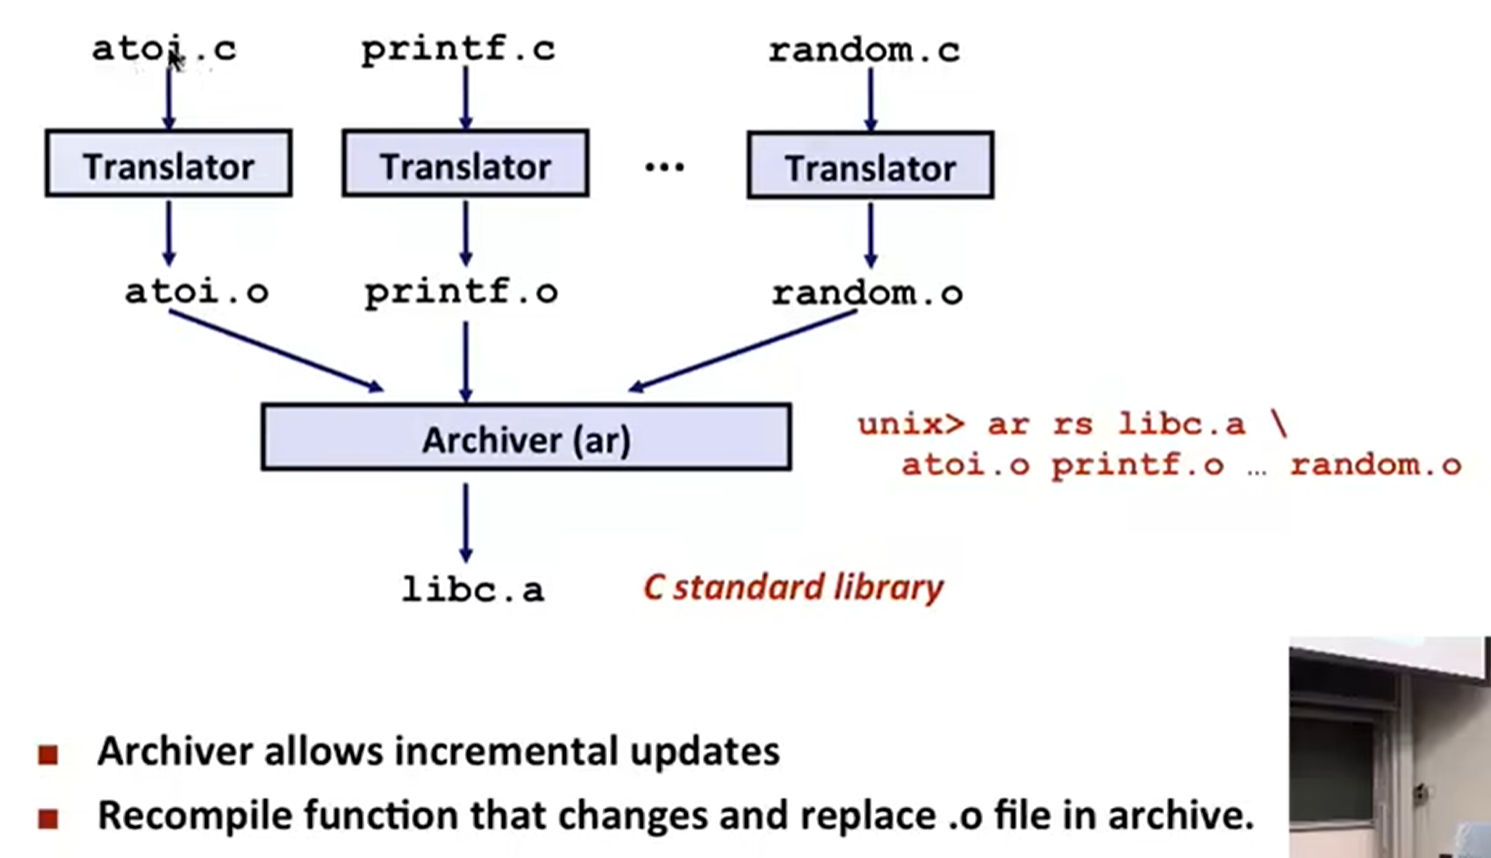 atoi.c printf.c random.c
Translator Translator ... Translator
atoi.o printf.o random.o
Archiver (ar)
unix> ar rs libc.a \
atoi.o printf.o … random.o
libc.a C standard library
■ Archiver allows incremental updates
■ Recompile function that changes and replace .o file in archive.